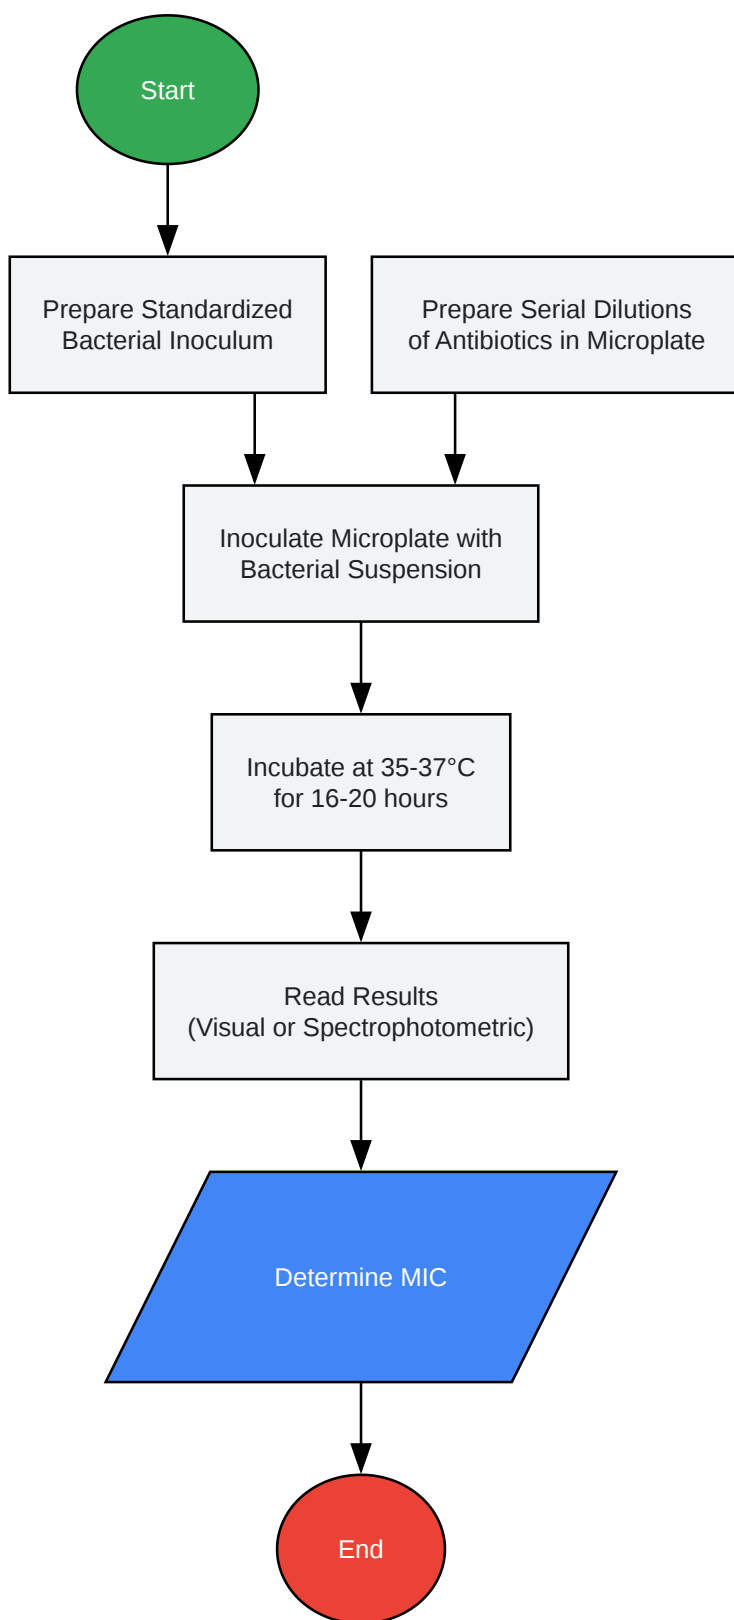 Start
Prepare Standardized
Bacterial Inoculum
Prepare Serial Dilutions
of Antibiotics in Microplate
Inoculate Microplate with
Bacterial Suspension
Incubate at 35-37°C
for 16-20 hours
Read Results
(Visual or Spectrophotometric)
Determine MIC
End